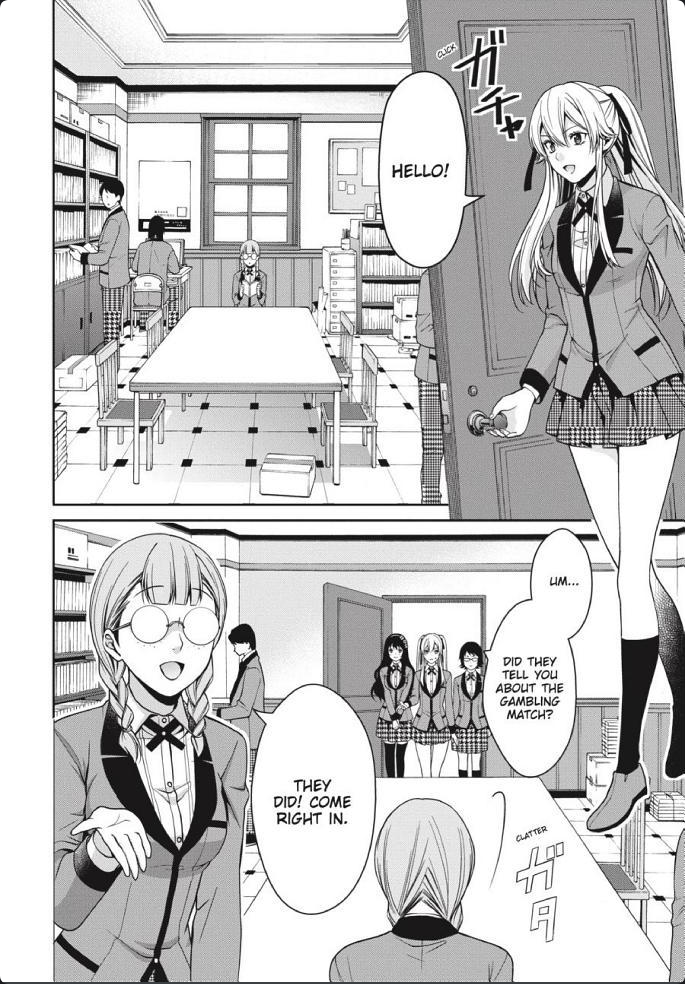 CLICK
ガチャ
HELLO!
UM...
DID THEY
TELL YOU
ABOUT THE
GAMBLING
MATCH?
THEY
DID! COME
RIGHT IN.
CLATTER
ガタ